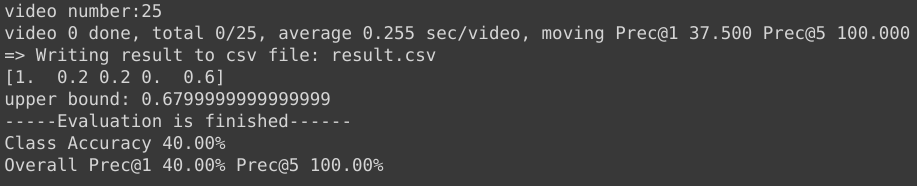 video number:25
video 0 done, total 0/25, average 0.255 sec/video, moving Prec@1 37.500 Prec@5 100.000
=> Writing result to csv file: result.csv
[1.  0.2 0.2 0.  0.6]
upper bound: 0.6799999999999999
-----Evaluation is finished------
Class Accuracy 40.00%
Overall Prec@1 40.00% Prec@5 100.00%